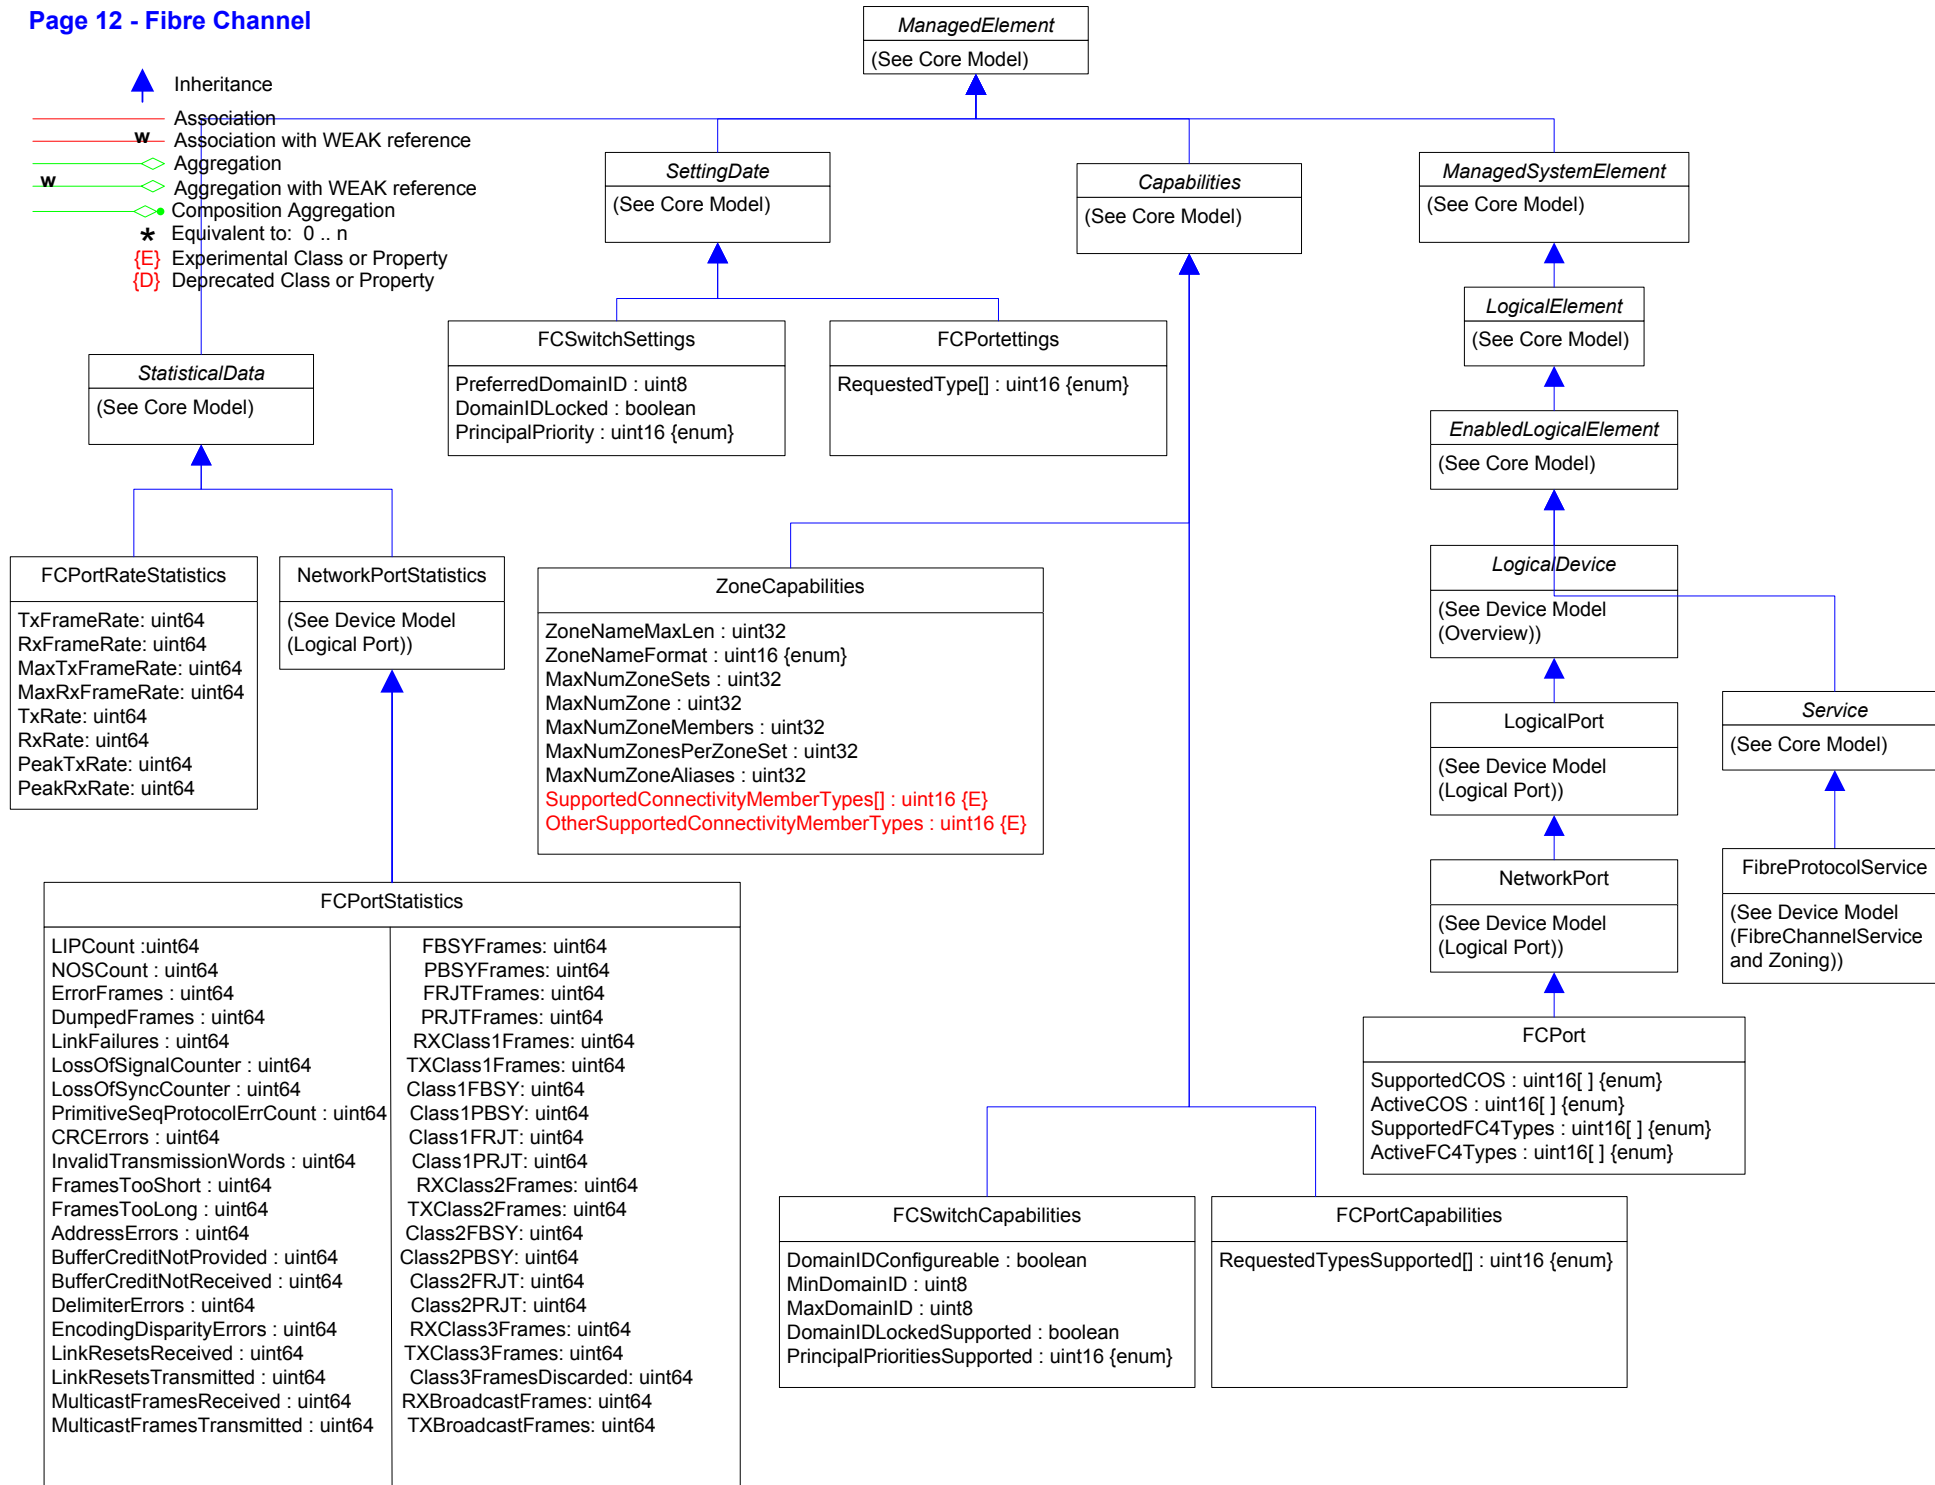 Page 12 - Fibre Channel
Inheritance
Association
w
Association with WEAK reference
Aggregation
w
Aggregation with WEAK reference
Composition Aggregation
* Equivalent to: 0 .. n
{E} Experimental Class or Property
{D} Deprecated Class or Property
ManagedElement
(See Core Model)
SettingDate
(See Core Model)
Capabilities
(See Core Model)
ManagedSystemElement
(See Core Model)
LogicalElement
(See Core Model)
StatisticalData
(See Core Model)
FCSwitchSettings
PreferredDomainID : uint8
DomainIDLocked : boolean
PrincipalPriority : uint16 {enum}
FCPortettings
RequestedType[] : uint16 {enum}
EnabledLogicalElement
(See Core Model)
FCPortRateStatistics
TxFrameRate: uint64
RxFrameRate: uint64
MaxTxFrameRate: uint64
MaxRxFrameRate: uint64
TxRate: uint64
RxRate: uint64
PeakTxRate: uint64
PeakRxRate: uint64
NetworkPortStatistics
(See Device Model
(Logical Port))
ZoneCapabilities
ZoneNameMaxLen : uint32
ZoneNameFormat : uint16 {enum}
MaxNumZoneSets : uint32
MaxNumZone : uint32
MaxNumZoneMembers : uint32
MaxNumZonesPerZoneSet : uint32
MaxNumZoneAliases : uint32
SupportedConnectivityMemberTypes[] : uint16 {E}
OtherSupportedConnectivityMemberTypes : uint16 {E}
LogicalDevice
(See Device Model
(Overview))
LogicalPort
(See Device Model
(Logical Port))
Service
(See Core Model)
NetworkPort
(See Device Model
(Logical Port))
FibreProtocolService
(See Device Model
(FibreChannelService
and Zoning))
FCPort
SupportedCOS : uint16[ ] {enum}
ActiveCOS : uint16[ ] {enum}
SupportedFC4Types : uint16[ ] {enum}
ActiveFC4Types : uint16[ ] {enum}
FCPortStatistics
LIPCount :uint64
NOSCount : uint64
ErrorFrames : uint64
DumpedFrames : uint64
LinkFailures : uint64
LossOfSignalCounter : uint64
LossOfSyncCounter : uint64
PrimitiveSeqProtocolErrCount : uint64
CRCErrors : uint64
InvalidTransmissionWords : uint64
FramesTooShort : uint64
FramesTooLong : uint64
AddressErrors : uint64
BufferCreditNotProvided : uint64
BufferCreditNotReceived : uint64
DelimiterErrors : uint64
EncodingDisparityErrors : uint64
LinkResetsReceived : uint64
LinkResetsTransmitted : uint64
MulticastFramesReceived : uint64
MulticastFramesTransmitted : uint64
FBSYFrames: uint64
PBSYFrames: uint64
FRJTFrames: uint64
PRJTFrames: uint64
RXClass1Frames: uint64
TXClass1Frames: uint64
Class1FBSY: uint64
Class1PBSY: uint64
Class1FRJT: uint64
Class1PRJT: uint64
RXClass2Frames: uint64
TXClass2Frames: uint64
Class2FBSY: uint64
Class2PBSY: uint64
Class2FRJT: uint64
Class2PRJT: uint64
RXClass3Frames: uint64
TXClass3Frames: uint64
Class3FramesDiscarded: uint64
RXBroadcastFrames: uint64
TXBroadcastFrames: uint64
FCSwitchCapabilities
DomainIDConfigureable : boolean
MinDomainID : uint8
MaxDomainID : uint8
DomainIDLockedSupported : boolean
PrincipalPrioritiesSupported : uint16 {enum}
FCPortCapabilities
RequestedTypesSupported[] : uint16 {enum}